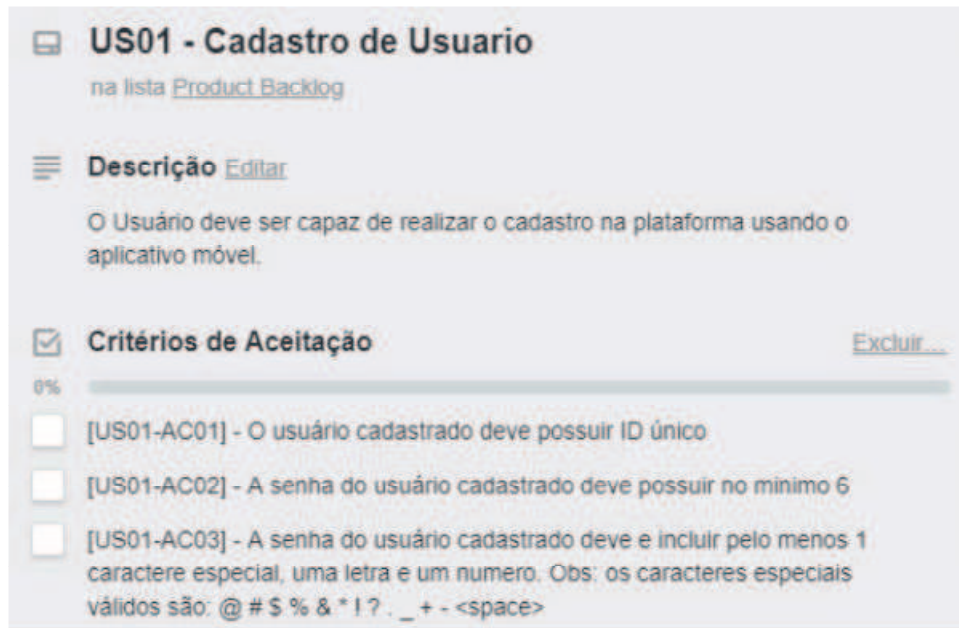 US01 - Cadastro de Usuario
na lista Product Backlog
Descrição Editar
O Usuário deve ser capaz de realizar o cadastro na plataforma usando o
aplicativo móvel.
Critérios de Aceitação Excluir...
0%
[US01-AC01] - O usuário cadastrado deve possuir ID único
[US01-AC02] - A senha do usuário cadastrado deve possuir no minimo 6
[US01-AC03] - A senha do usuário cadastrado deve e incluir pelo menos 1
caractere especial, uma letra e um numero. Obs: os caracteres especiais
válidos são: @ # $ % & * ! ? . _ + - <space>